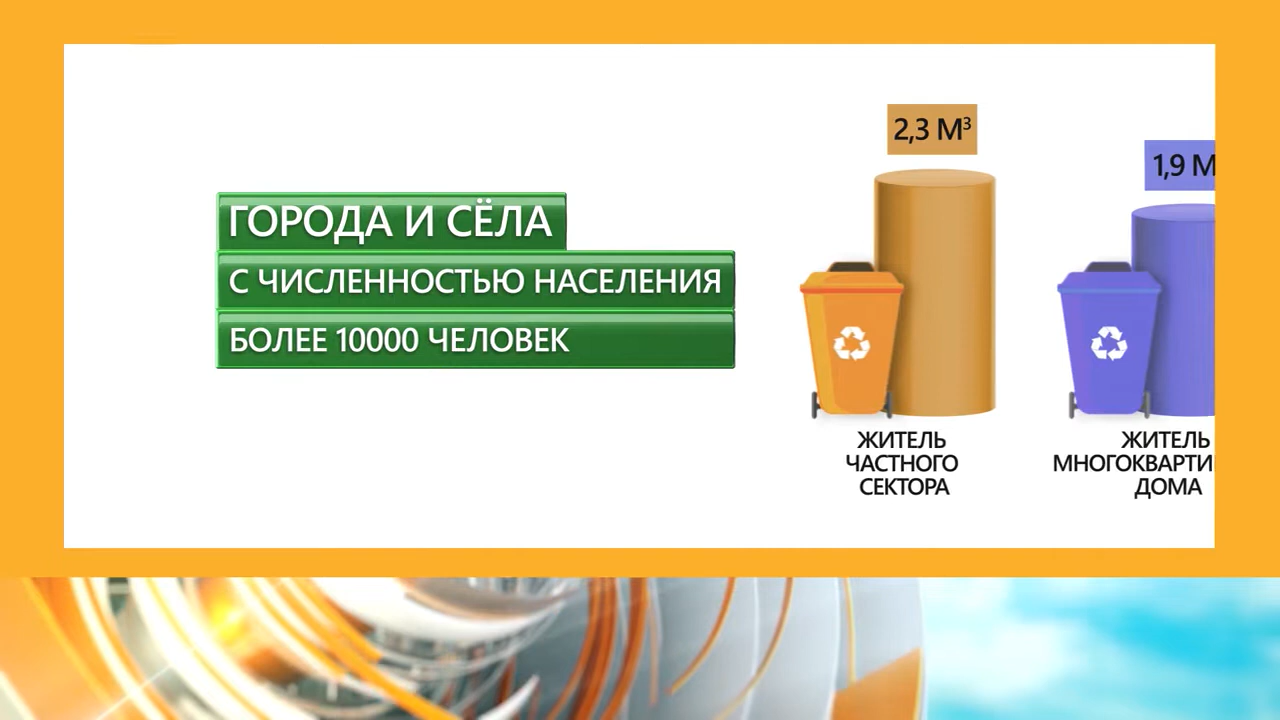 ГОРОДА И СЁЛА
С ЧИСЛЕННОСТЬЮ НАСЕЛЕНИЯ
БОЛЕЕ 10000 ЧЕЛОВЕК
2,3 М³
ЖИТЕЛЬ
ЧАСТНОГО
СЕКТОРА
1,9 М
ЖИТЕЛЬ
ДОМА